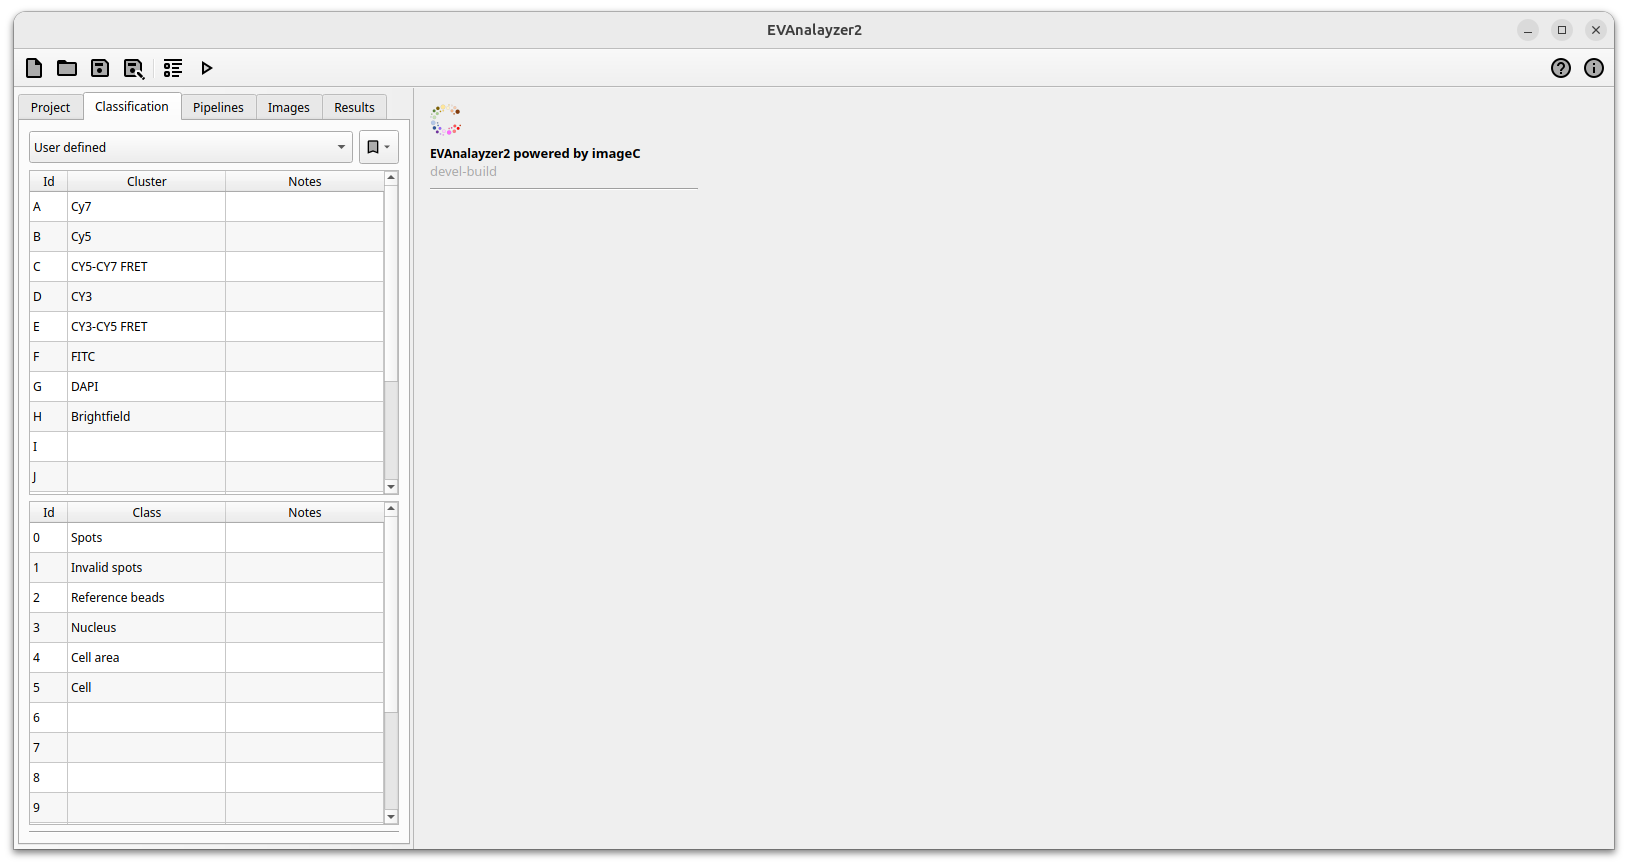 EVAnalayzer2
Project Classification Pipelines Images Results
User defined
Id Cluster Notes
A Cy7
B Cy5
C CY5-CY7 FRET
D CY3
E CY3-CY5 FRET
F FITC
G DAPI
H Brightfield
I
J
Id Class Notes
0 Spots
1 Invalid spots
2 Reference beads
3 Nucleus
4 Cell area
5 Cell
6
7
8
9
EVAnalayzer2 powered by imageC
devel-build